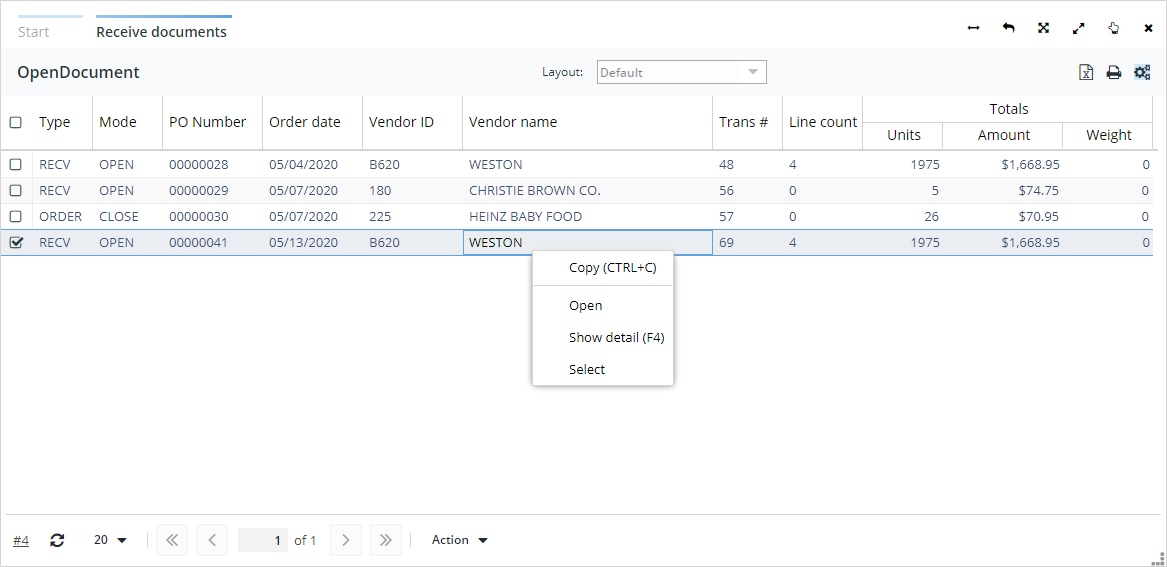 Start Receive documents
OpenDocument Layout: Default
Type Mode PO Number Order date Vendor ID Vendor name Trans # Line count Totals
Units Amount Weight
RECV OPEN 00000028 05/04/2020 B620 WESTON 48 4 1975 $1,668.95 0
RECV OPEN 00000029 05/07/2020 180 CHRISTIE BROWN CO. 56 0 5 $74.75 0
ORDER CLOSE 00000030 05/07/2020 225 HEINZ BABY FOOD 57 0 26 $70.95 0
RECV OPEN 00000041 05/13/2020 B620 WESTON 69 4 1975 $1,668.95 0
Copy (CTRL+C)
Open
Show detail (F4)
Select
#4 20 1 of 1 Action